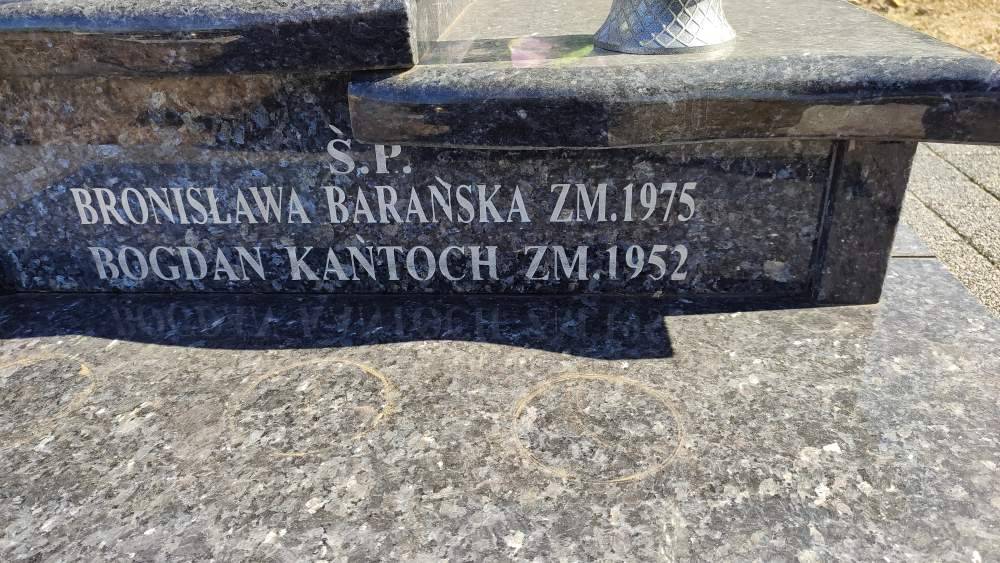 Ś.P.
BRONISŁAWA BARAŃSKA ZM.1975
BOGDAN KAŃTOCH ZM.1952